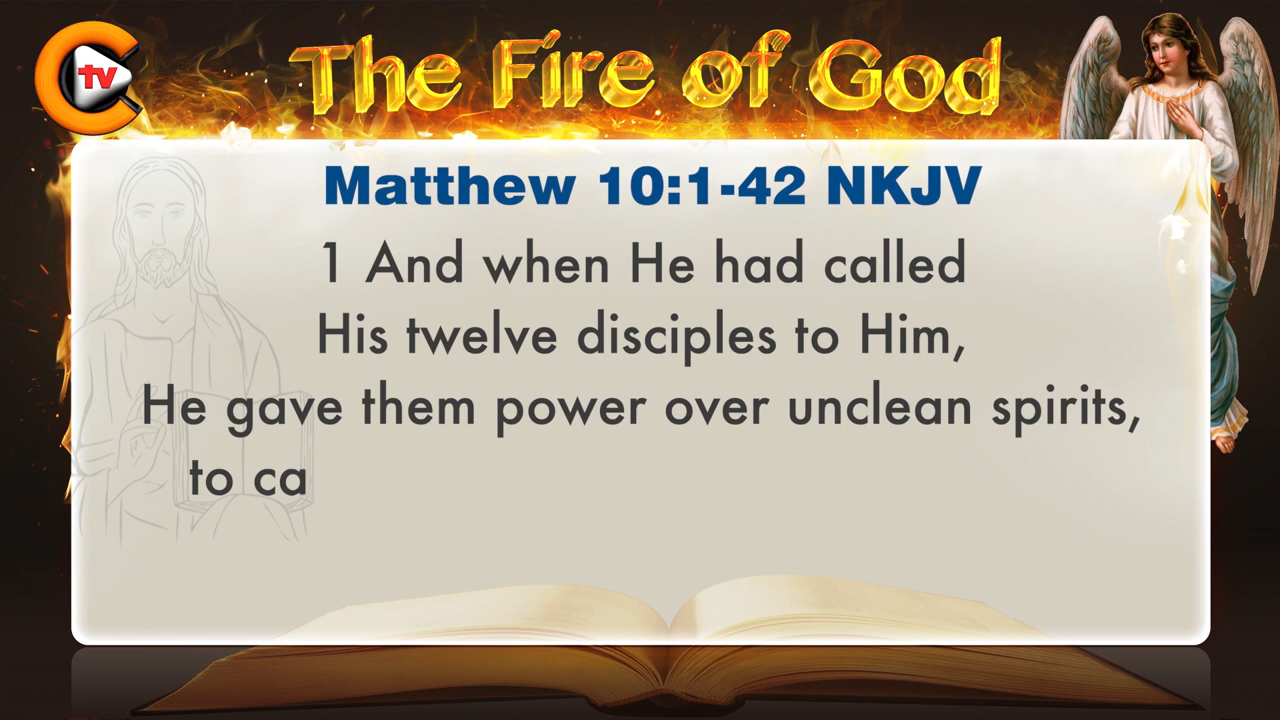 tv
The Fire of God
Matthew 10:1-42 NKJV
1 And when He had called
His twelve disciples to Him,
He gave them power over unclean spirits,
to ca